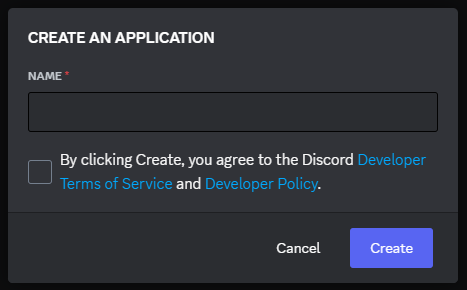 CREATE AN APPLICATION
NAME *
By clicking Create, you agree to the Discord Developer
Terms of Service and Developer Policy.
Cancel
Create